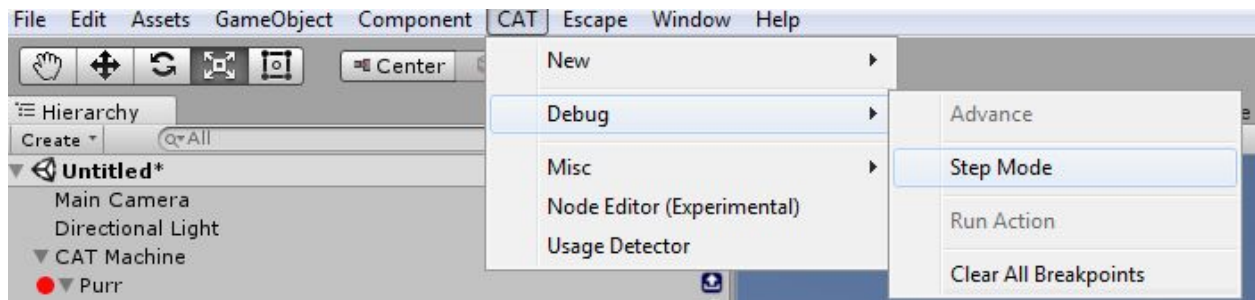 File Edit Assets GameObject Component CAT Escape Window Help
Center
New
Hierarchy
Debug
Advance
Create
All
Untitled*
Misc
Step Mode
Main Camera
Node Editor (Experimental)
Directional Light
Usage Detector
Run Action
CAT Machine
Purr
Clear All Breakpoints